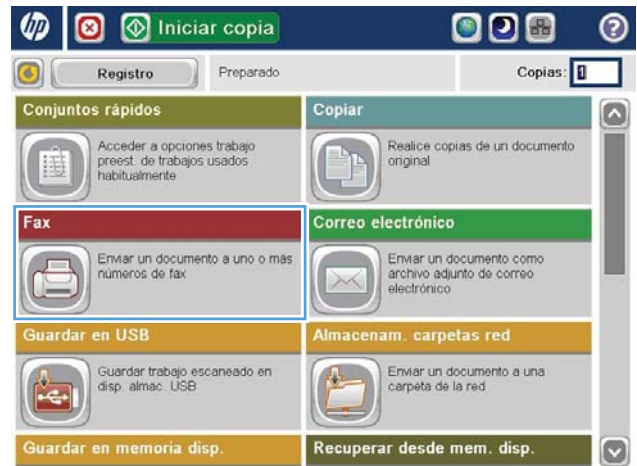 hp
Iniciar copia
?
Registro
Preparado
Copias: 1
Conjuntos rápidos
Acceder a opciones trabajo
preest. de trabajos usados
habitualmente
Copiar
Realice copias de un documento
original
Fax
Enviar un documento a uno o más
números de fax
Correo electrónico
Enviar un documento como
archivo adjunto de correo
electrónico
Guardar en USB
Guardar trabajo escaneado en
disp. almac. USB
Almacenam. carpetas red
Enviar un documento a una
carpeta de la red
Guardar en memoria disp.
Recuperar desde mem. disp.